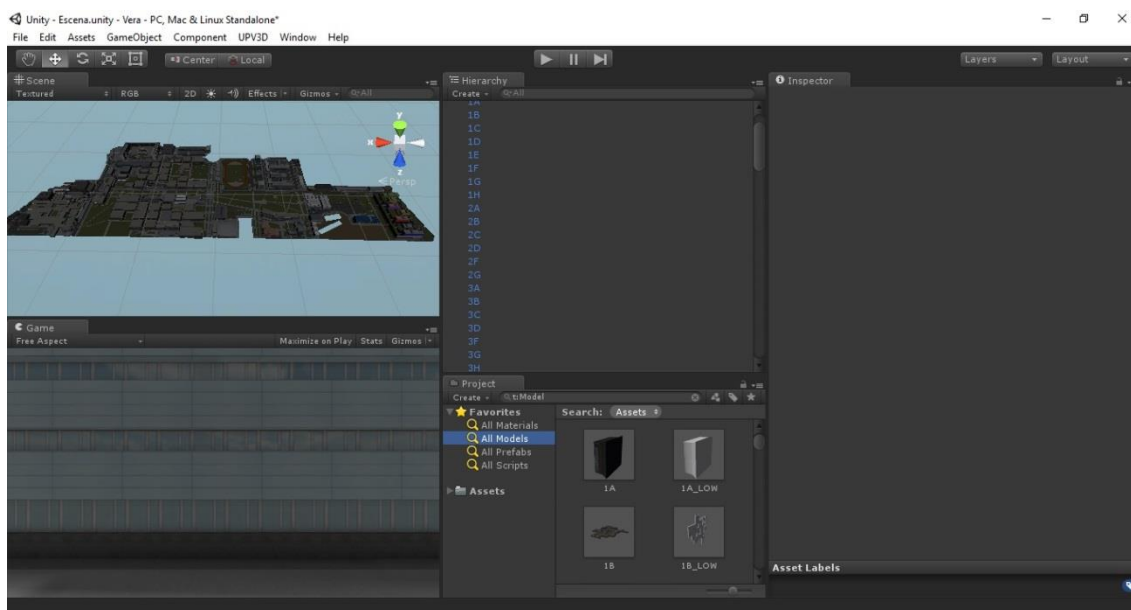 Unity - Escena.unity - Vera - PC, Mac & Linux Standalone*
File Edit Assets GameObject Component UPV3D Window Help
Center Local Layers Layout
Scene
Textured RGB 2D Effects Gizmos All
y
x
z
Persp
Game
Free Aspect Maximize on Play Stats Gizmos
Hierarchy
Create All
1A
1B
1C
1D
1E
1F
1G
1H
2A
2B
2C
2D
2F
2G
3A
3B
3C
3D
3F
3G
3H
Project
Create t:Model
Favorites
All Materials
All Models
All Prefabs
All Scripts
Assets
Search: Assets
1A 1A_LOW
1B 1B_LOW
Inspector
Asset Labels